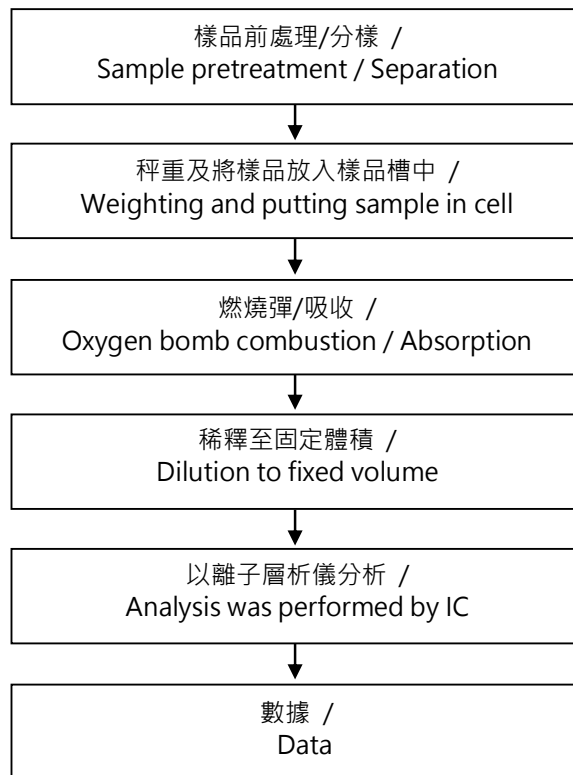 樣品前處理/分樣 /
Sample pretreatment / Separation
秤重及將樣品放入樣品槽中 /
Weighting and putting sample in cell
燃燒彈/吸收 /
Oxygen bomb combustion / Absorption
稀釋至固定體積 /
Dilution to fixed volume
以離子層析儀分析 /
Analysis was performed by IC
數據 /
Data